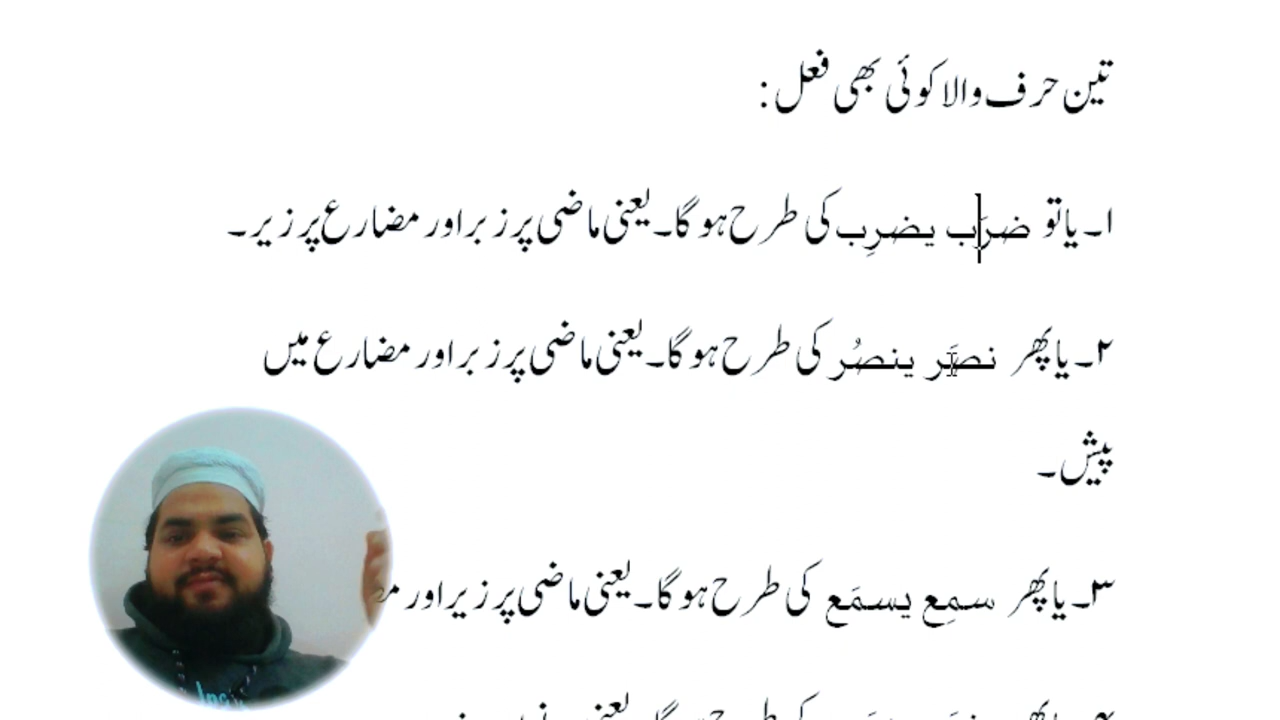 تین حرف والا کوئی بھی فعل :
۱۔ یا تو ضرَب یضرِب کی طرح ہو گا۔ یعنی ماضی پر زبر اور مضارع پر زیر۔
۲۔ یا پھر نصَر ینصُر کی طرح ہو گا۔ یعنی ماضی پر زبر اور مضارع میں
پیش۔
۳۔ یا پھر سمِع یسمَع کی طرح ہو گا۔ یعنی ماضی پر زیر اور